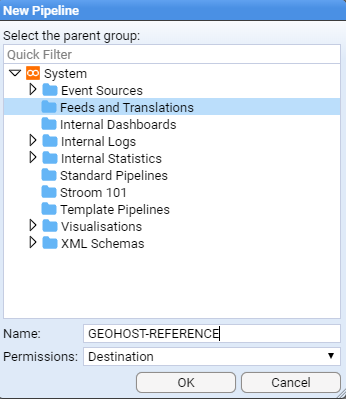 New Pipeline
Select the parent group:
Quick Filter
System
Event Sources
Feeds and Translations
Internal Dashboards
Internal Logs
Internal Statistics
Standard Pipelines
Stroom 101
Template Pipelines
Visualisations
XML Schemas
Name: GEOHOST-REFERENCE
Permissions: Destination
OK Cancel